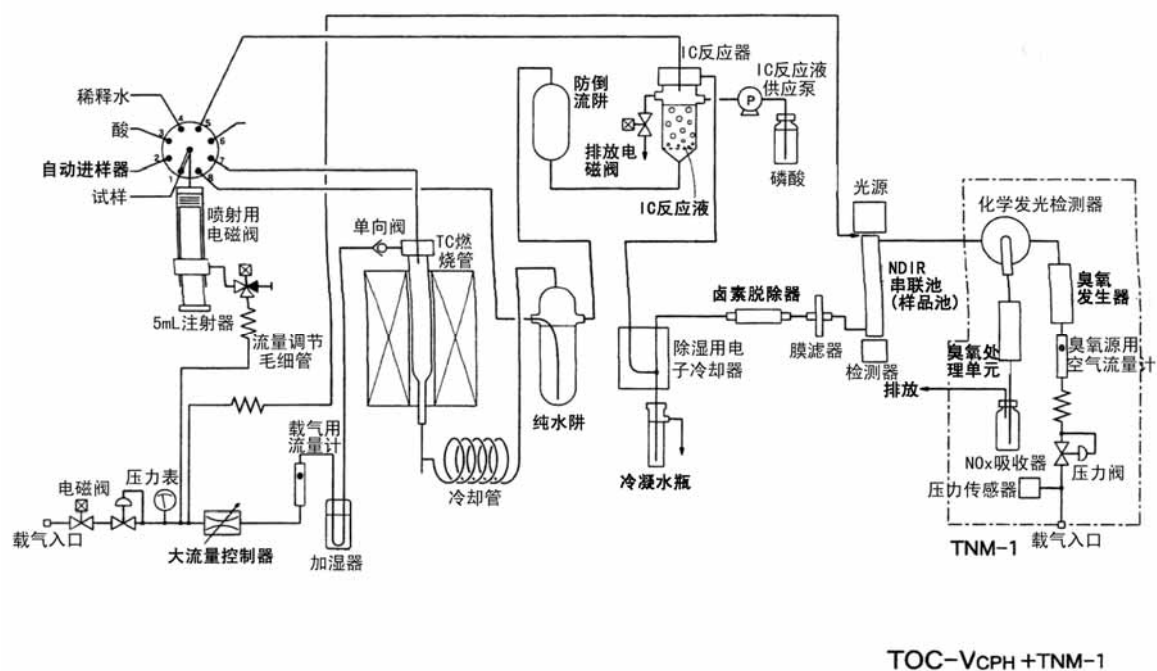 稀释水
酸
自动进样器
试样
4
5
3
6
2
7
1
8
喷射用
电磁阀
5mL注射器
流量调节
毛细管
单向阀
TC燃
烧管
防倒
流阱
IC反应器
IC反应液
供应泵
P
排放电
磁阀
磷酸
IC反应液
光源
化学发光检测器
NDIR
串联池
(样品池)
臭氧
发生器
卤素脱除器
膜滤器
除湿用电
子冷却器
检测器
臭氧处
理单元
臭氧源用
空气流量计
排放
纯水阱
冷却管
冷凝水瓶
NOx吸收器
压力阀
压力传感器
载气入口
TNM-1
载气用
流量计
压力表
电磁阀
载气入口
大流量控制器
加湿器
TOC-VCPH+TNM-1